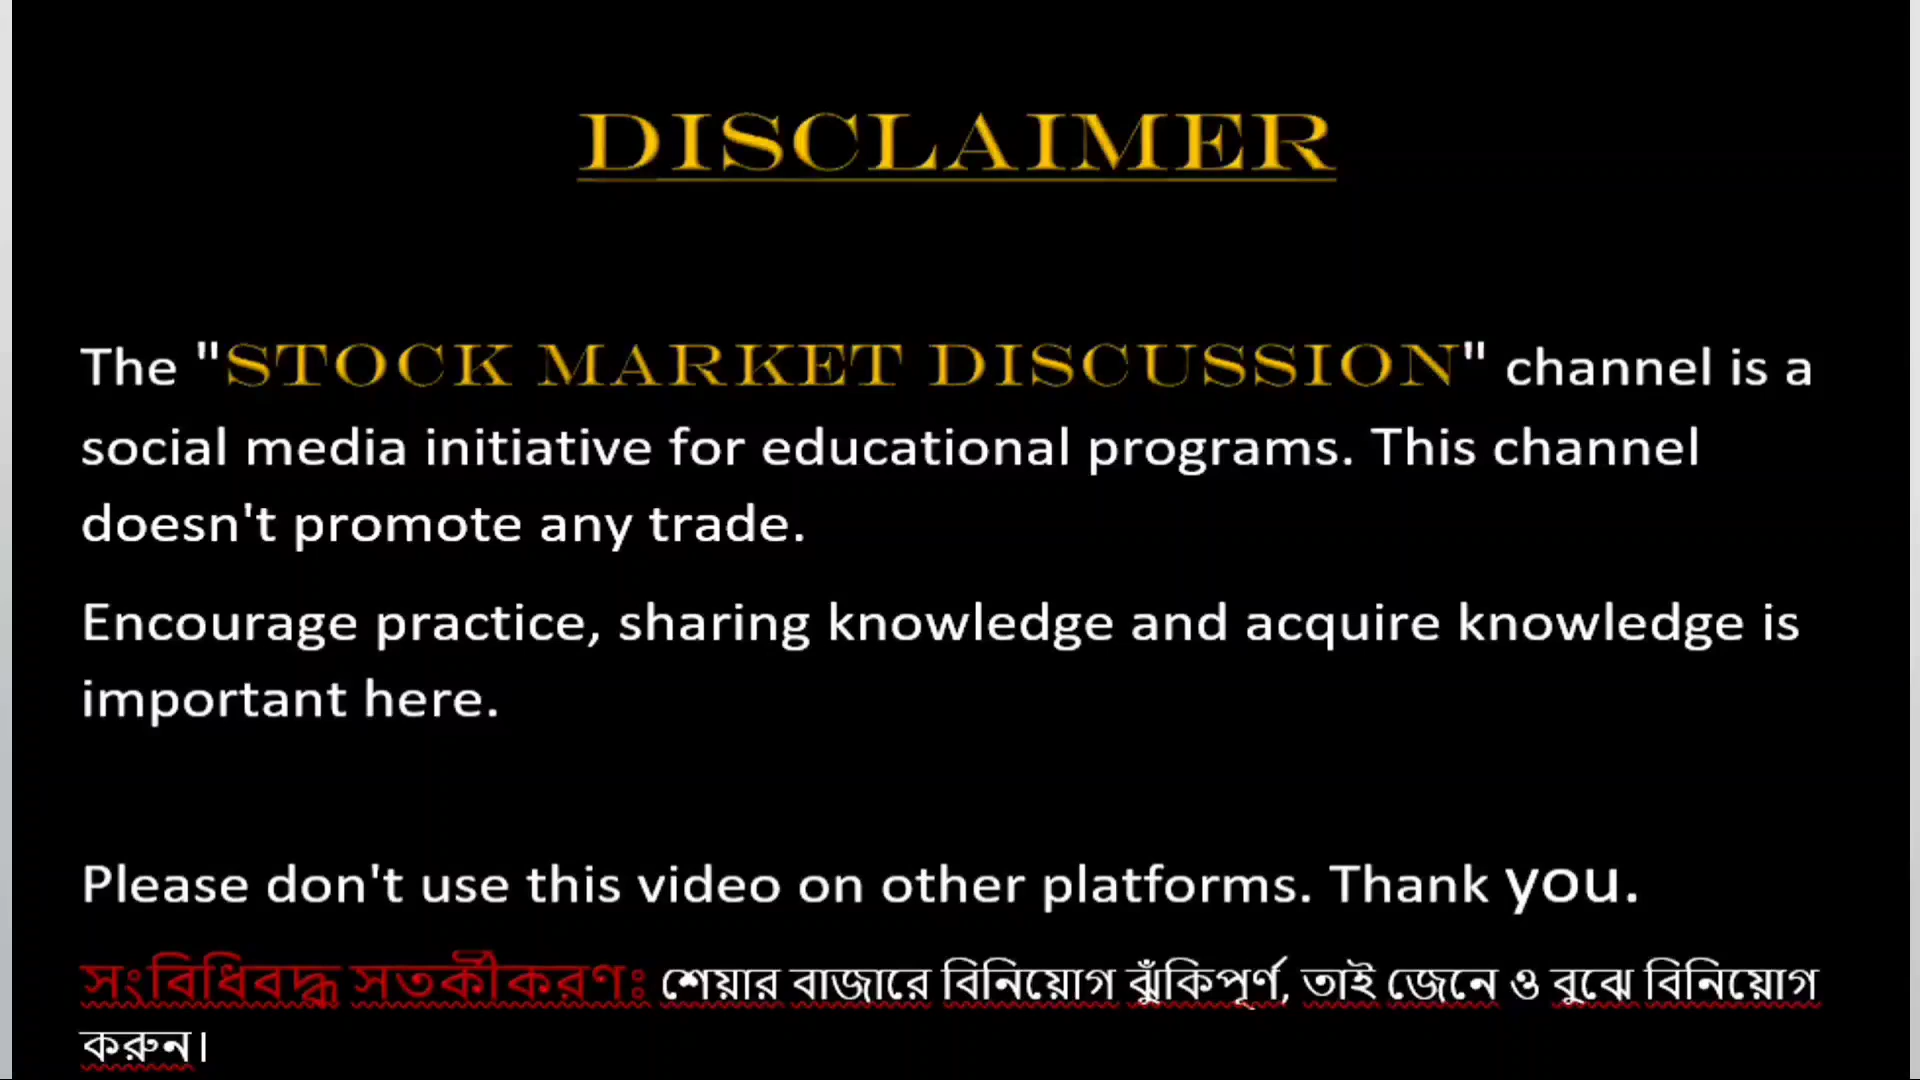 DISCLAIMER
The "STOCK MARKET DISCUSSION" channel is a
social media initiative for educational programs. This channel
doesn't promote any trade.
Encourage practice, sharing knowledge and acquire knowledge is
important here.
Please don't use this video on other platforms. Thank you.
সংবিধিবদ্ধ সতর্কীকরণঃ শেয়ার বাজারে বিনিয়োগ ঝুঁকিপূর্ণ, তাই জেনে ও বুঝে বিনিয়োগ
করুন।